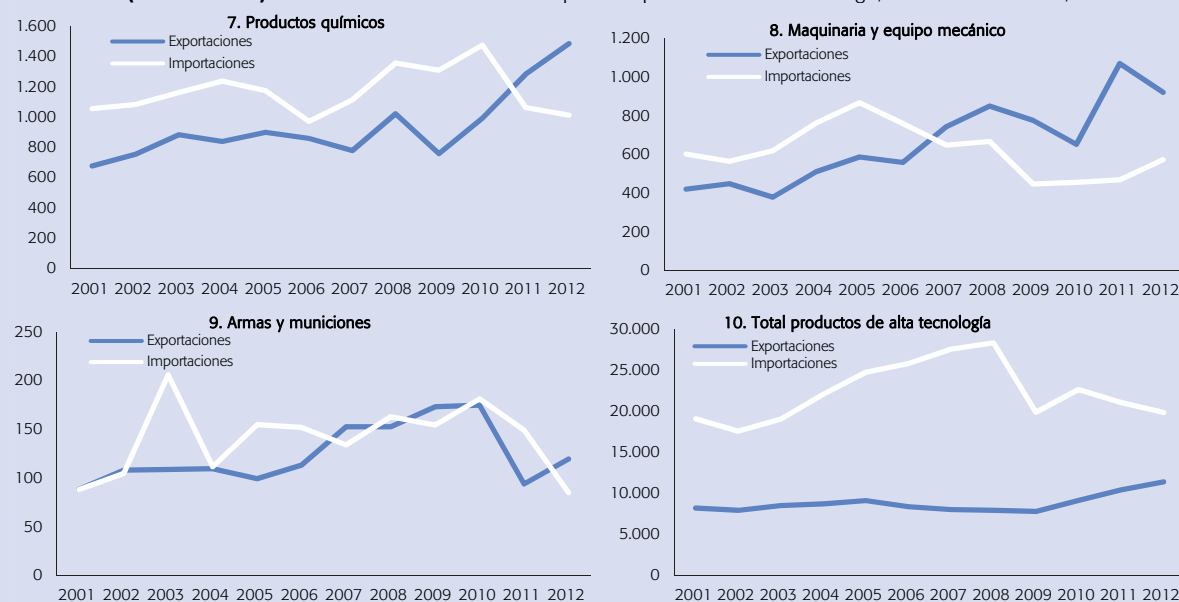 7. Productos químicos
Exportaciones
Importaciones
1.600
1.400
1.200
1.000
800
600
400
200
0
2001 2002 2003 2004 2005 2006 2007 2008 2009 2010 2011 2012
8. Maquinaria y equipo mecánico
Exportaciones
Importaciones
1.200
1.000
800
600
400
200
0
2001 2002 2003 2004 2005 2006 2007 2008 2009 2010 2011 2012
9. Armas y municiones
Exportaciones
Importaciones
250
200
150
100
50
0
2001 2002 2003 2004 2005 2006 2007 2008 2009 2010 2011 2012
10. Total productos de alta tecnología
Exportaciones
Importaciones
30.000
25.000
20.000
15.000
10.000
5.000
0
2001 2002 2003 2004 2005 2006 2007 2008 2009 2010 2011 2012